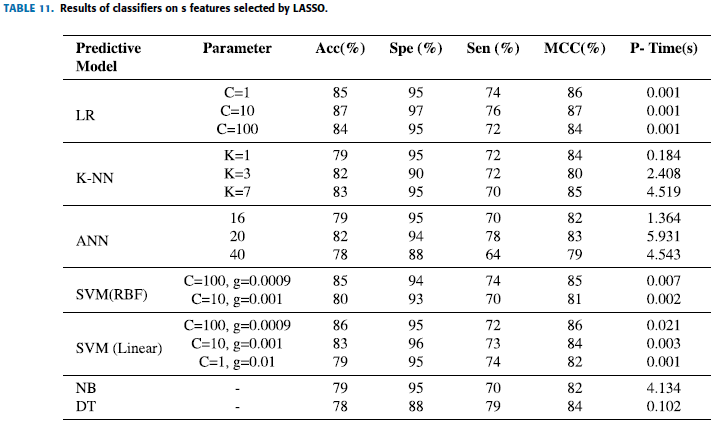 TABLE 11. Results of classifiers on s features selected by LASSO.
Predictive Model Parameter Acc(%) Spe (%) Sen (%) MCC(%) P- Time(s)
LR
C=1 85 95 74 86 0.001
C=10 87 97 76 87 0.001
C=100 84 95 72 84 0.001
K-NN
K=1 79 95 72 84 0.184
K=3 82 90 72 80 2.408
K=7 83 95 70 85 4.519
ANN
16 79 95 70 82 1.364
20 82 94 78 83 5.931
40 78 88 64 79 4.543
SVM(RBF)
C=100, g=0.0009 85 94 74 85 0.007
C=10, g=0.001 80 93 70 81 0.002
SVM (Linear)
C=100, g=0.0009 86 95 72 86 0.021
C=10, g=0.001 83 96 73 84 0.003
C=1, g=0.01 79 95 74 82 0.001
NB - 79 95 70 82 4.134
DT - 78 88 79 84 0.102